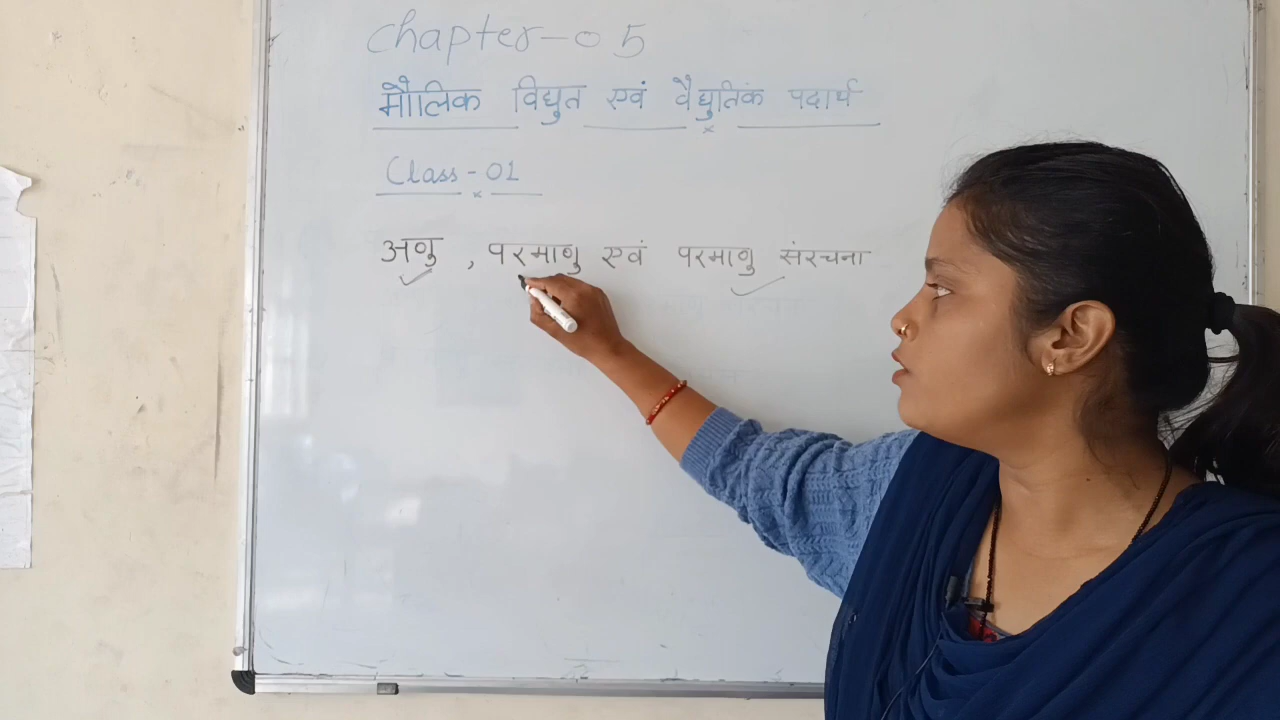 Chapter-05
मौलिक विद्युत एवं वैद्युतिक पदार्थ
Class-01
अणु , परमाणु एवं परमाणु संरचना